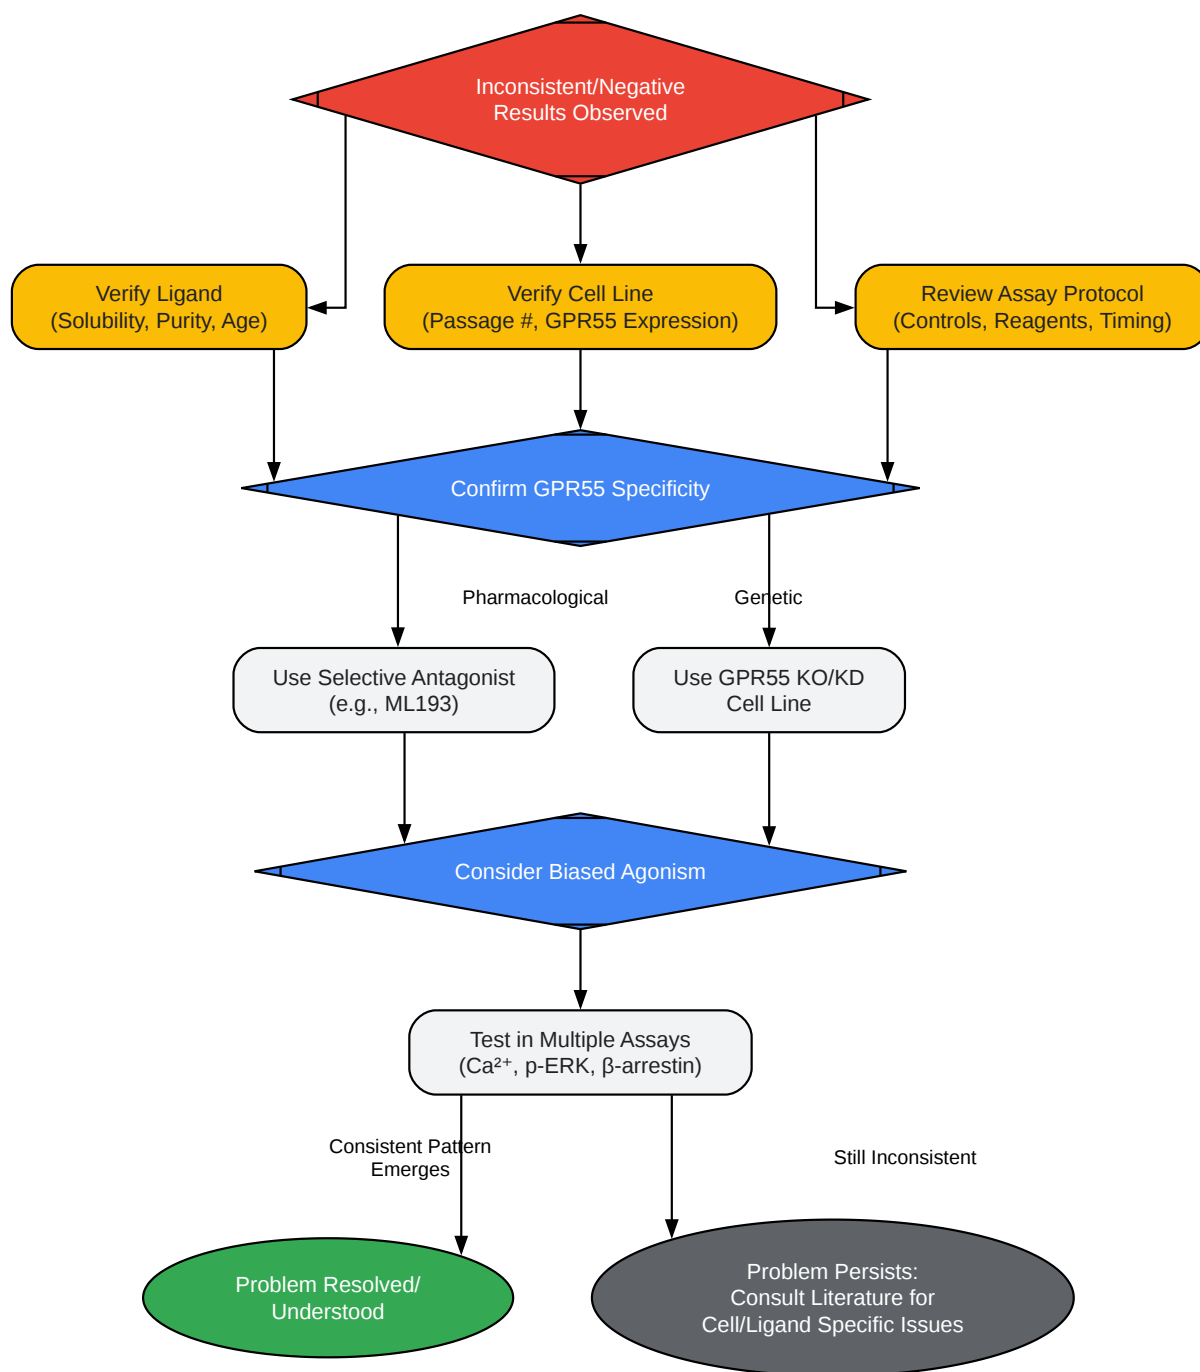 Inconsistent/Negative
Results Observed
Verify Ligand
(Solubility, Purity, Age)
Verify Cell Line
(Passage #, GPR55 Expression)
Review Assay Protocol
(Controls, Reagents, Timing)
Confirm GPR55 Specificity
Pharmacological
Genetic
Use Selective Antagonist
(e.g., ML193)
Use GPR55 KO/KD
Cell Line
Consider Biased Agonism
Test in Multiple Assays
(Ca²⁺, p-ERK, β-arrestin)
Consistent Pattern
Emerges
Still Inconsistent
Problem Resolved/
Understood
Problem Persists:
Consult Literature for
Cell/Ligand Specific Issues